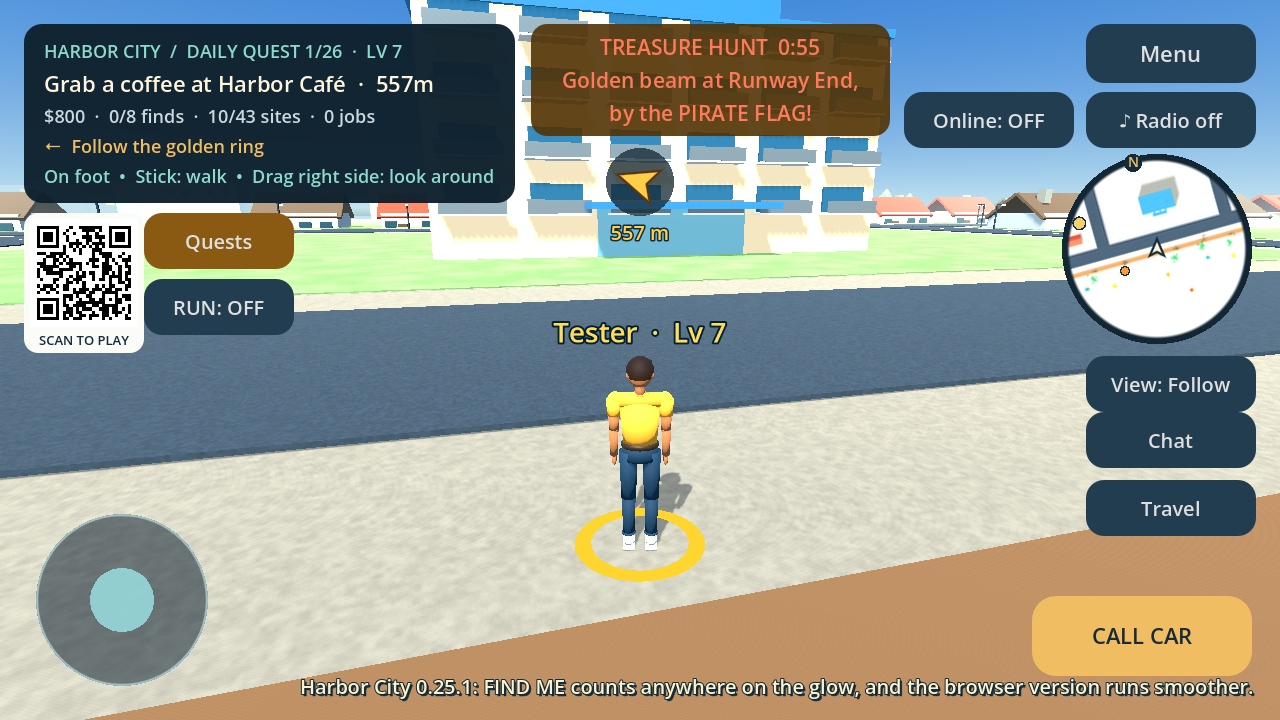 HARBOR CITY / DAILY QUEST 1/26 · LV 7
Grab a coffee at Harbor Café · 557m
$800 · 0/8 finds · 10/43 sites · 0 jobs
← Follow the golden ring
On foot • Stick: walk • Drag right side: look around
TREASURE HUNT 0:55
Golden beam at Runway End,
by the PIRATE FLAG!
Menu
Online: OFF
♪ Radio off
N
557 m
Quests
RUN: OFF
SCAN TO PLAY
Tester · Lv 7
View: Follow
Chat
Travel
CALL CAR
Harbor City 0.25.1: FIND ME counts anywhere on the glow, and the browser version runs smoother.